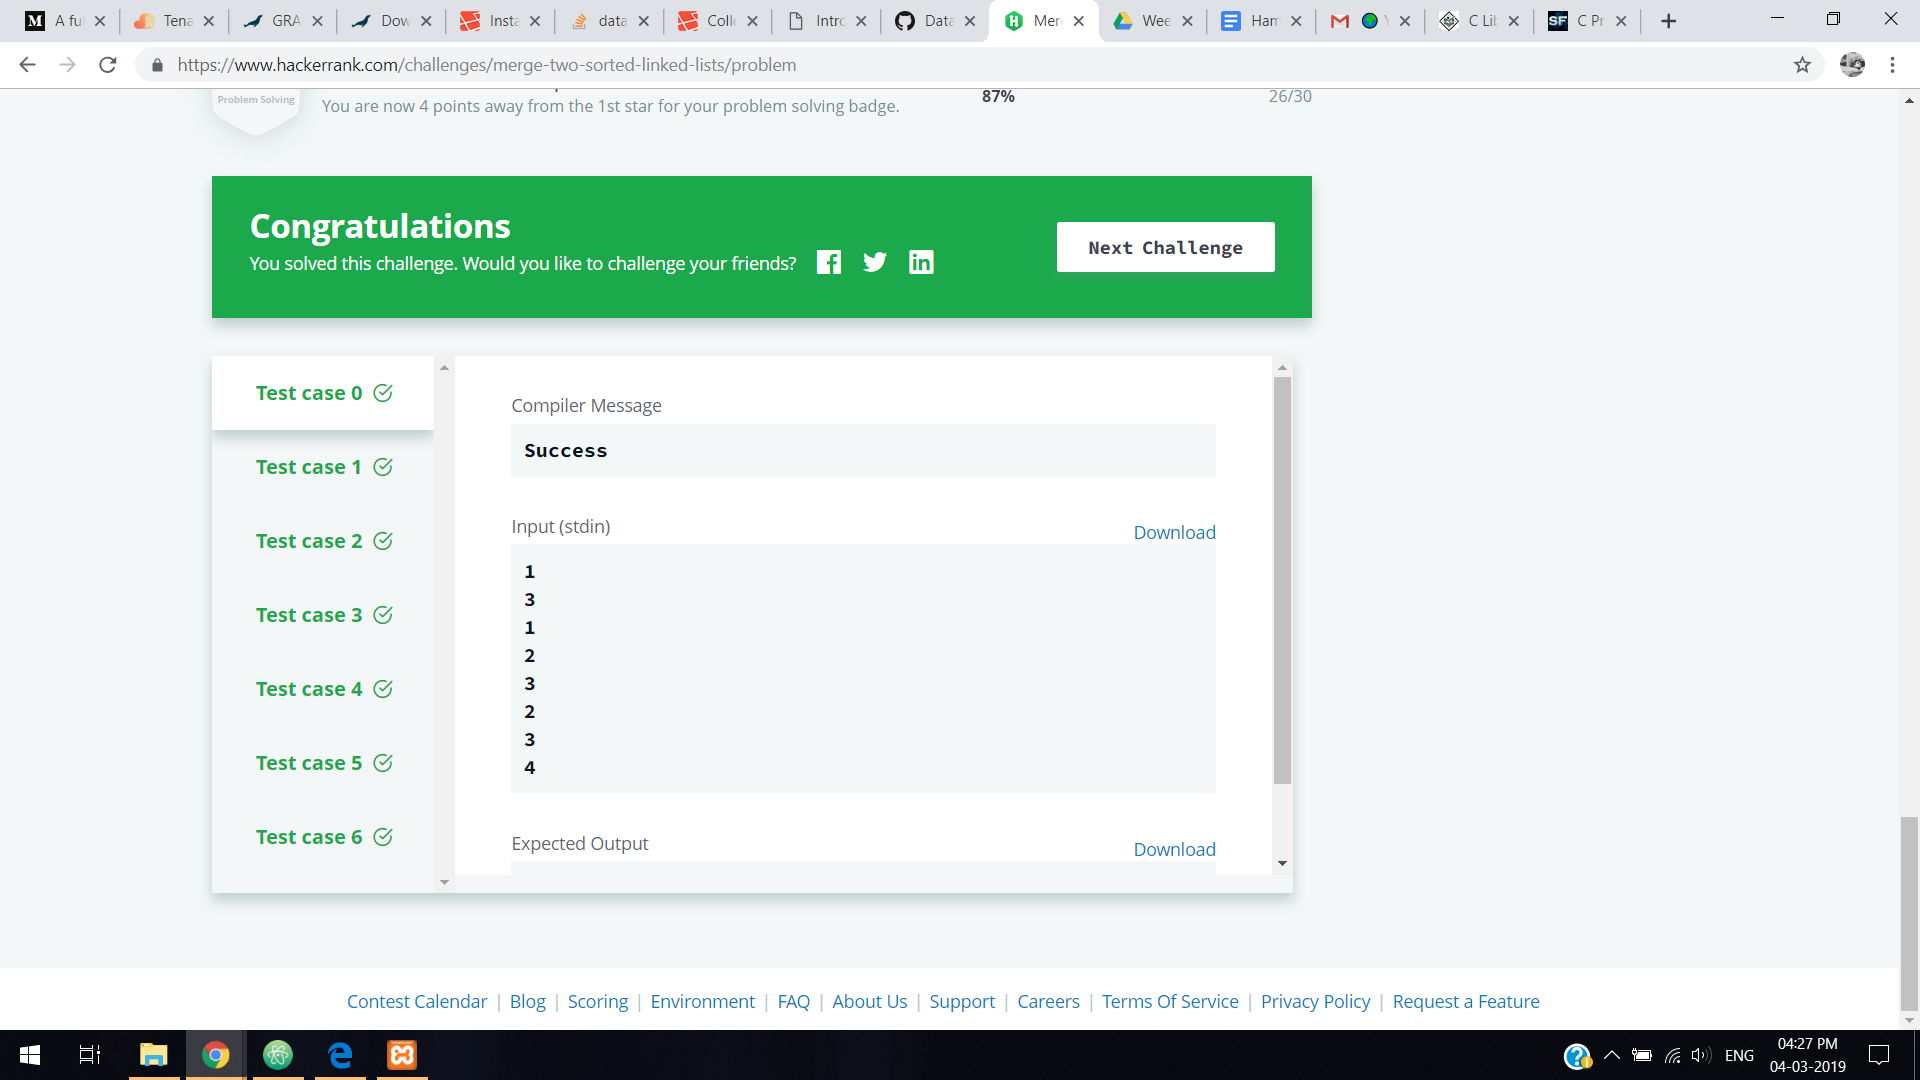 M A ful
Tena
GRA
Dow
Insta
data
Colle
Intro
Data
Mer
Wee
Ham
Y
C Lib
SF C Pr
https://www.hackerrank.com/challenges/merge-two-sorted-linked-lists/problem
Problem Solving
You are now 4 points away from the 1st star for your problem solving badge.
87%
26/30
Congratulations
You solved this challenge. Would you like to challenge your friends?
Next Challenge
Test case 0
Test case 1
Test case 2
Test case 3
Test case 4
Test case 5
Test case 6
Compiler Message
Success
Input (stdin)
Download
1
3
1
2
3
2
3
4
Expected Output
Download
Contest Calendar | Blog | Scoring | Environment | FAQ | About Us | Support | Careers | Terms Of Service | Privacy Policy | Request a Feature
ENG
04:27 PM
04-03-2019